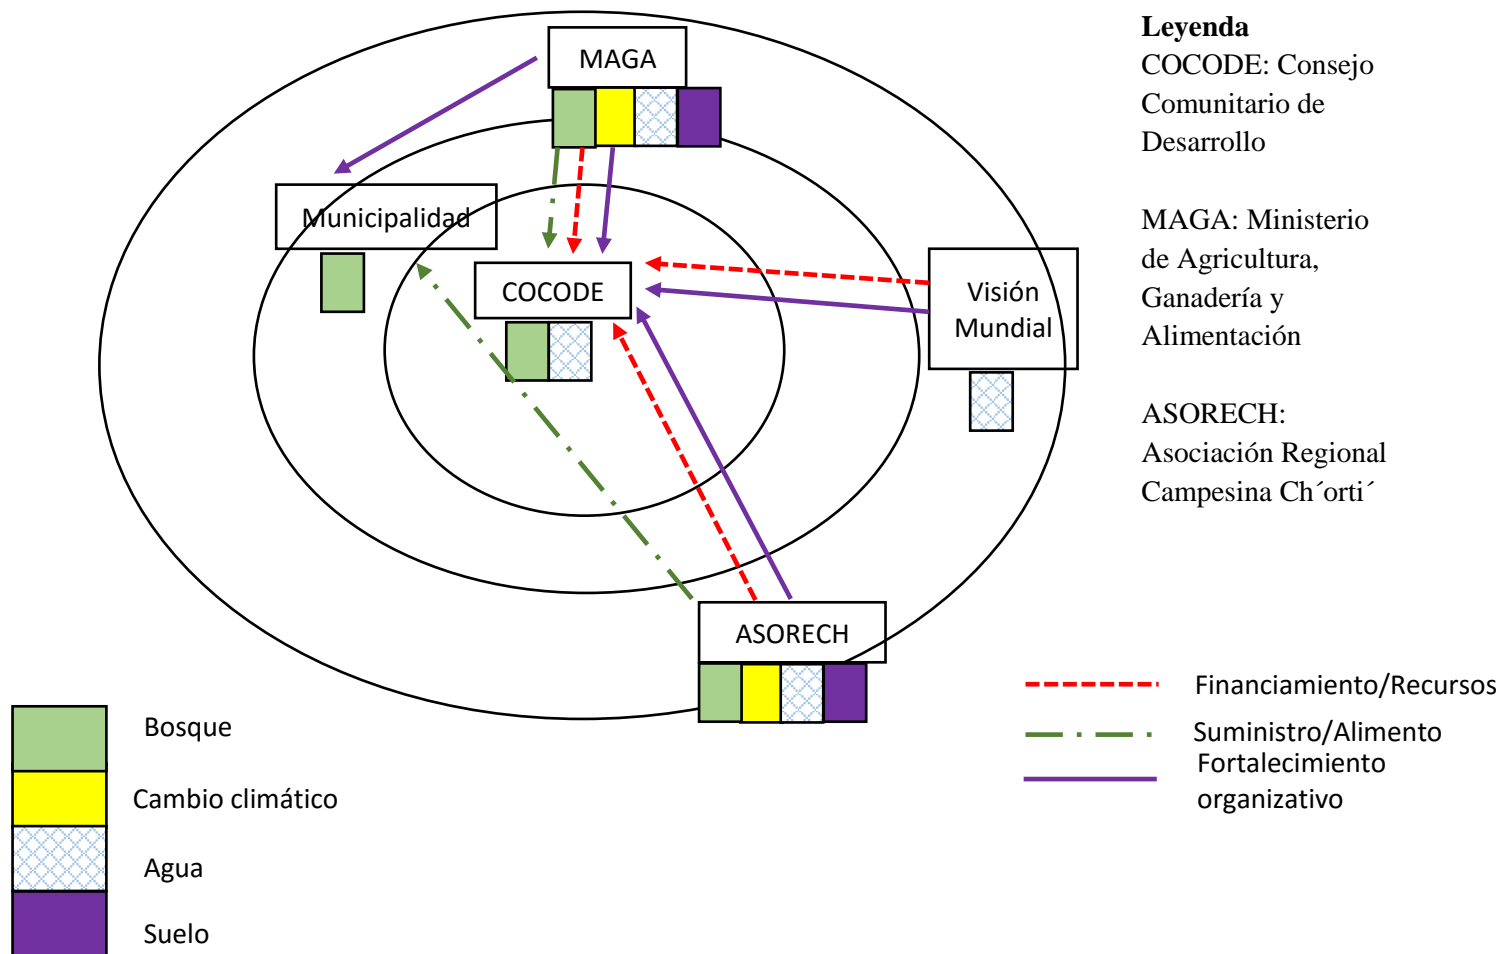 MAGA
Municipalidad
COCODE
Visión
Mundial
ASORECH
Leyenda
COCODE: Consejo
Comunitario de
Desarrollo
MAGA: Ministerio
de Agricultura,
Ganadería y
Alimentación
ASORECH:
Asociación Regional
Campesina Ch´orti´
Financiamiento/Recursos
Suministro/Alimento
Fortalecimiento
organizativo
Bosque
Cambio climático
Agua
Suelo